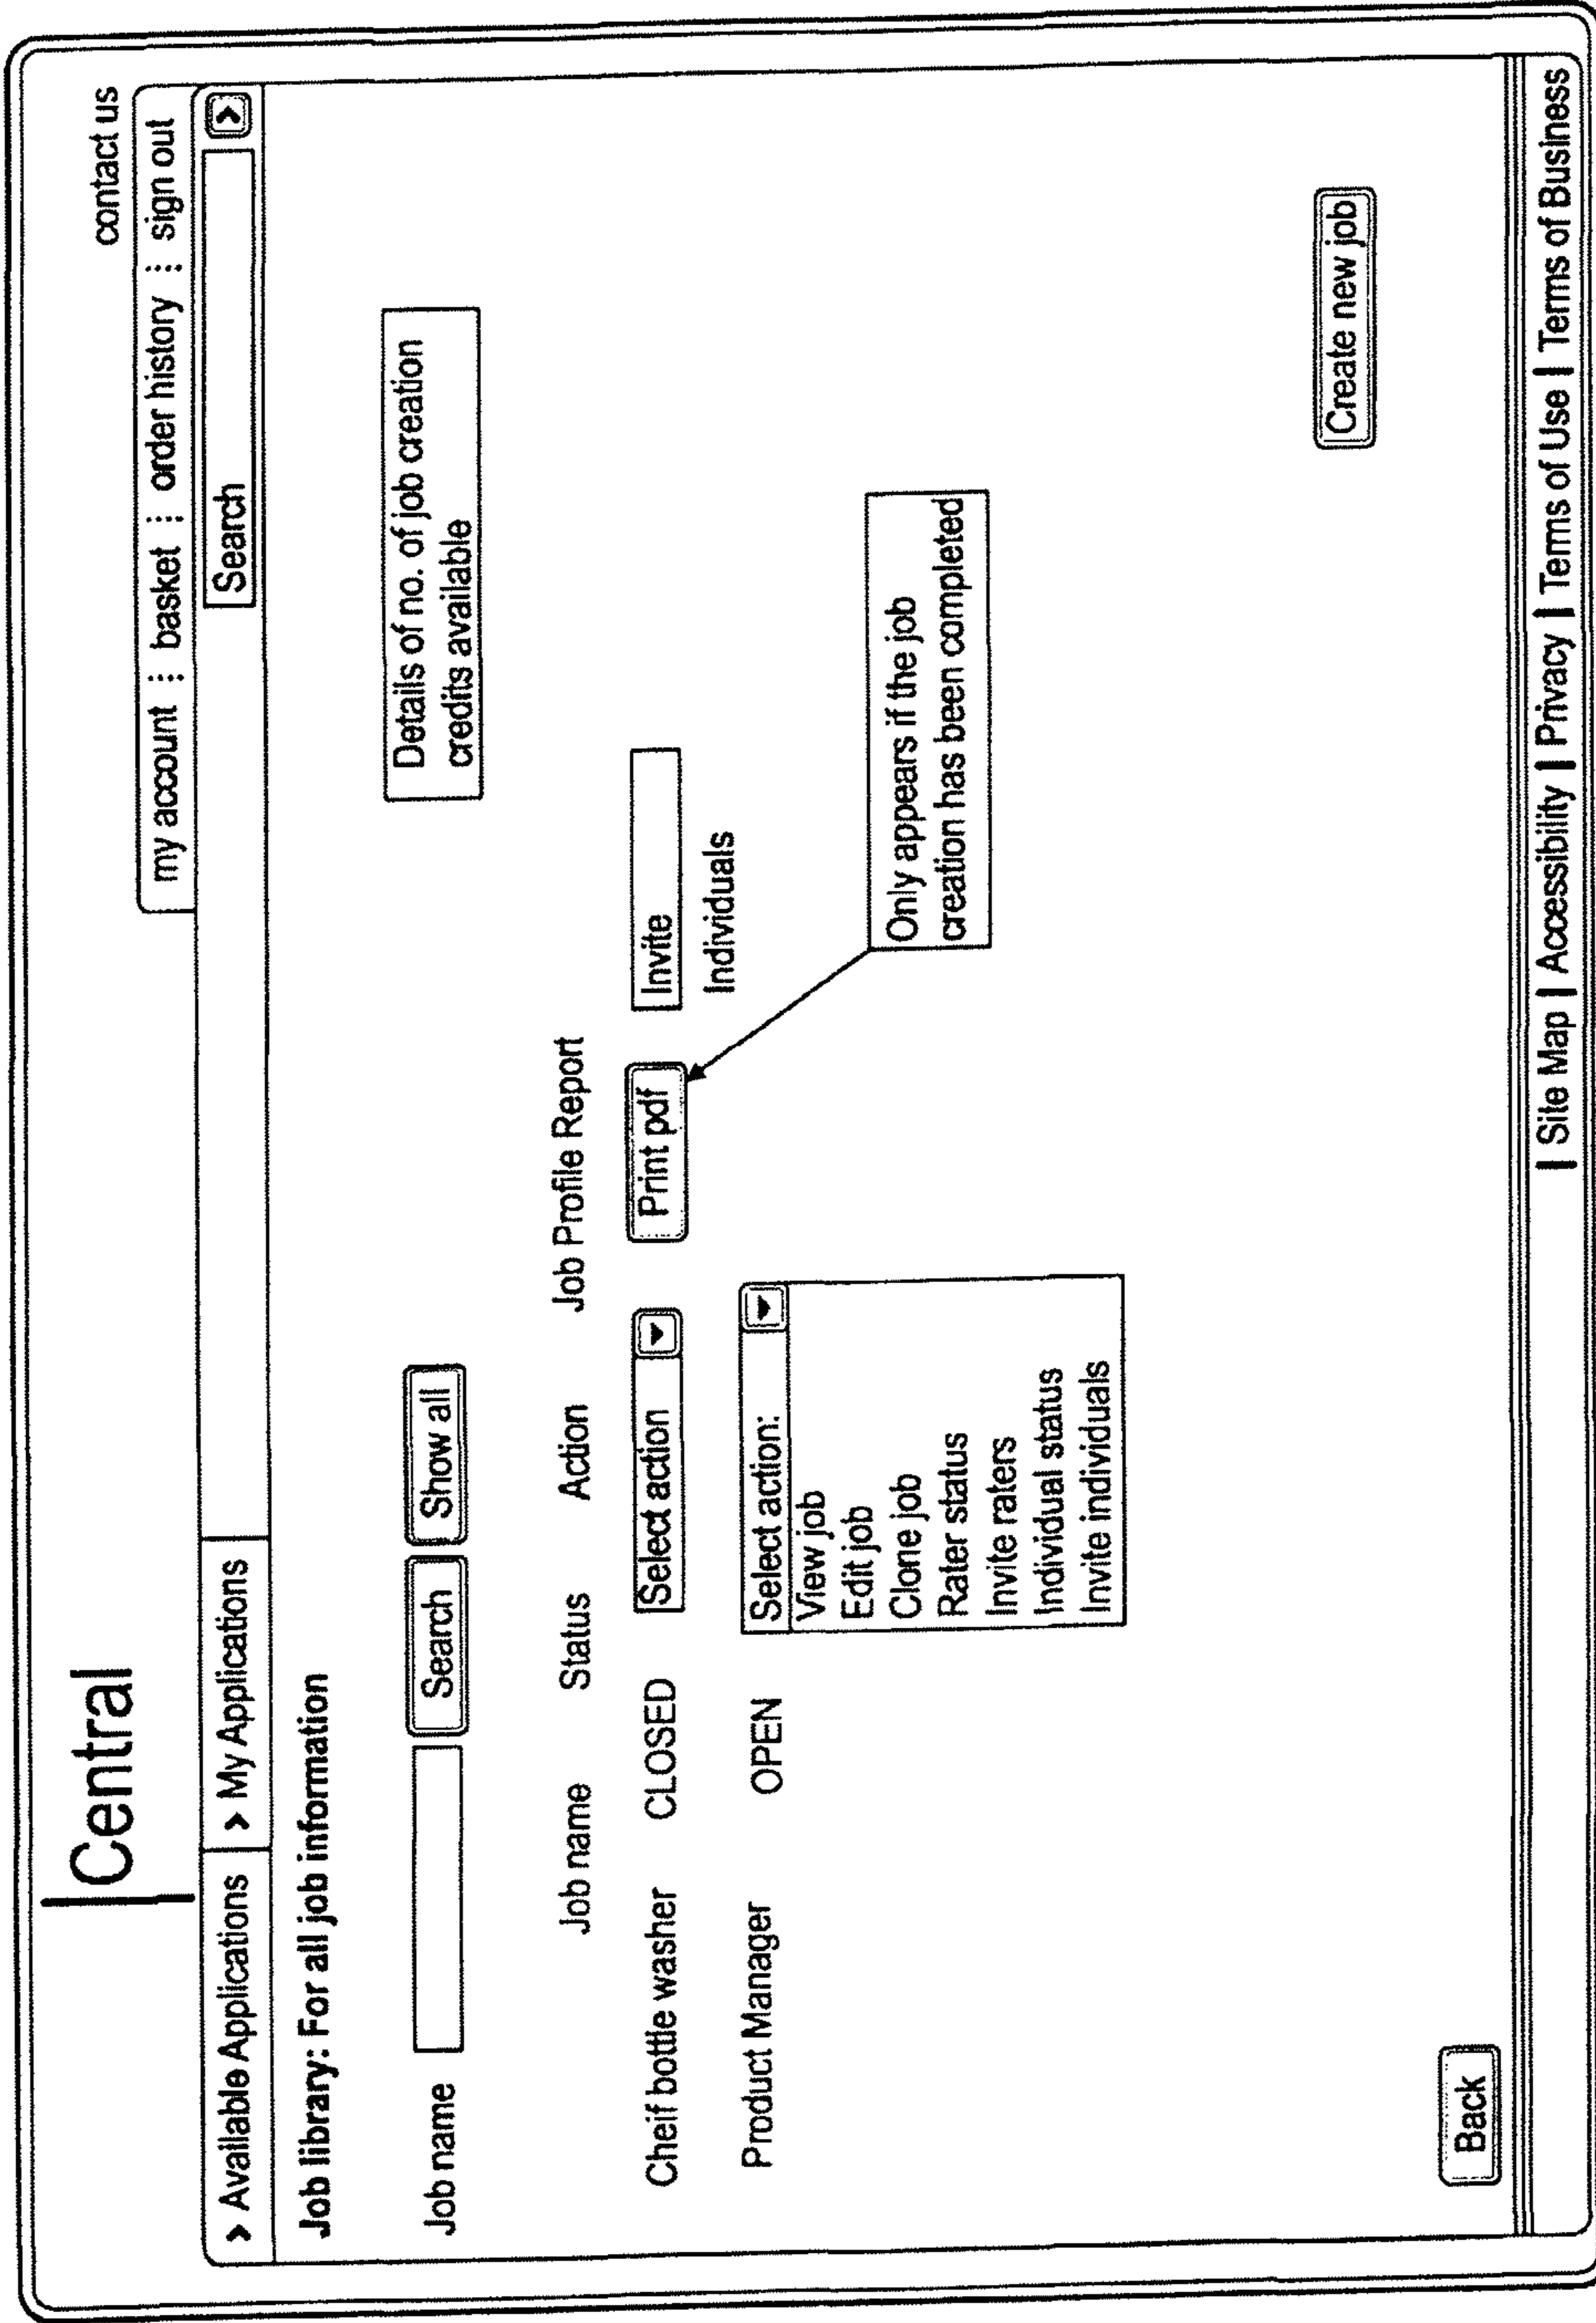 Central
contact us
my account ⋮ basket ⋮ order history ⋮ sign out
> Available Applications > My Applications Search >
Job library: For all job information
Job name Search Show all
Details of no. of job creation
credits available
Job name Status Action Job Profile Report
Cheif bottle washer CLOSED Select action Print pdf Invite
Individuals
Product Manager OPEN Select action:
View job
Edit job
Clone job
Rater status
Invite raters
Individual status
Invite individuals
Only appears if the job
creation has been completed
Create new job
Back
| Site Map | Accessibility | Privacy | Terms of Use | Terms of Business